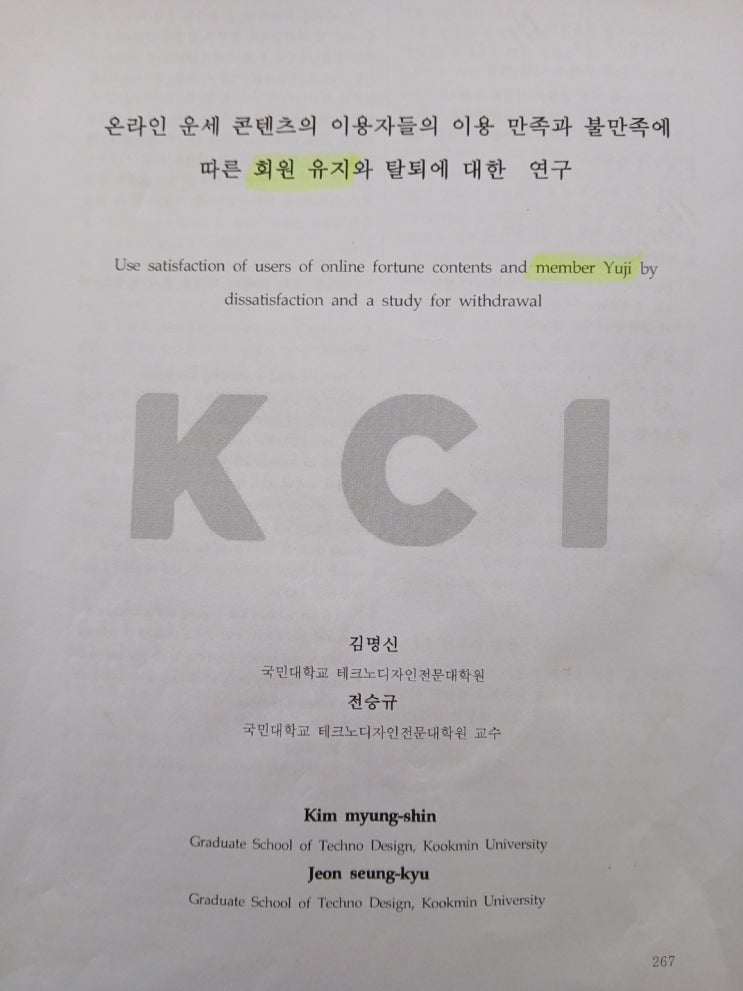 온라인 운세 콘텐츠의 이용자들의 이용 만족과 불만족에
따른 회원 유지와 탈퇴에 대한 연구
Use satisfaction of users of online fortune contents and member Yuji by
dissatisfaction and a study for withdrawal
KCI
김명신
국민대학교 테크노디자인전문대학원
전승규
국민대학교 테크노디자인전문대학원 교수
Kim myung-shin
Graduate School of Techno Design, Kookmin University
Jeon seung-kyu
Graduate School of Techno Design, Kookmin University
267